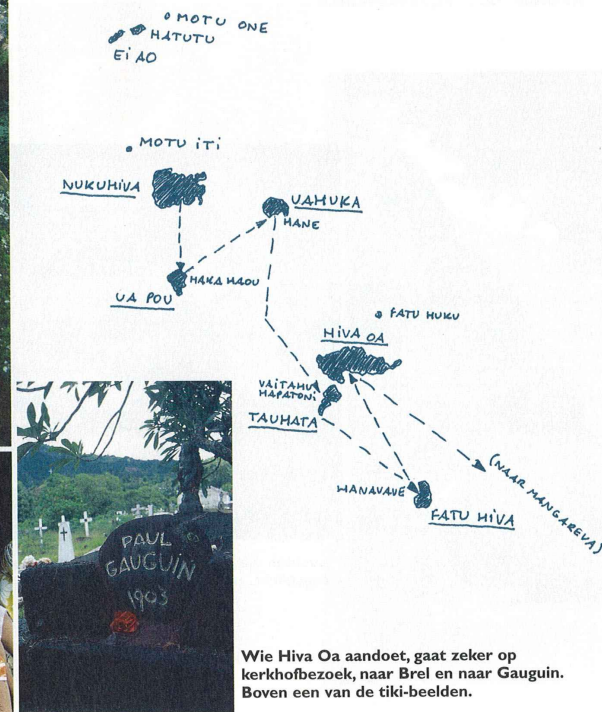 MOTU ONE
HATUTU
EiAO
MOTU iTi
NUKUHiVA
UAHUKA
HANE
HAKAHAOU
UA POU
FATU HUKU
HiVA OA
VAiTAHU
HAPATONi
TAUHATA
(NAAR MANGAREVA)
HANAVAVE
FATU HiVA
PAUL
GAUGUiN
1903
Wie Hiva Oa aandoet, gaat zeker op
kerkhofbezoek, naar Brel en naar Gauguin.
Boven een van de tiki-beelden.